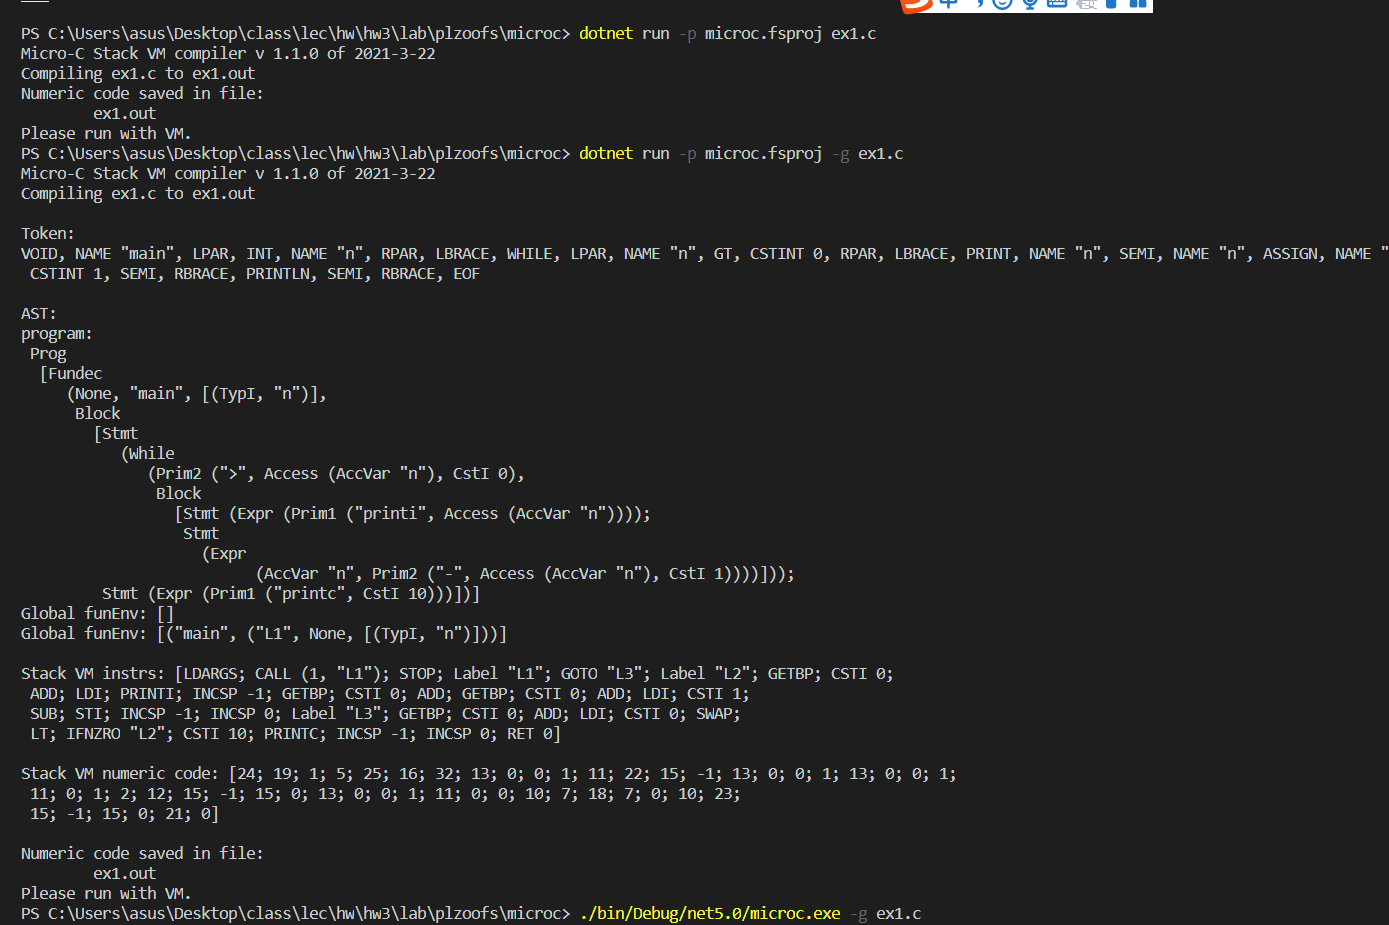 PS C:\Users\asus\Desktop\class\lec\hw\hw3\lab\plzoofs\microc> dotnet run -p microc.fsproj ex1.c
Micro-C Stack VM compiler v 1.1.0 of 2021-3-22
Compiling ex1.c to ex1.out
Numeric code saved in file:
        ex1.out
Please run with VM.
PS C:\Users\asus\Desktop\class\lec\hw\hw3\lab\plzoofs\microc> dotnet run -p microc.fsproj -g ex1.c
Micro-C Stack VM compiler v 1.1.0 of 2021-3-22
Compiling ex1.c to ex1.out
Token:
VOID, NAME "main", LPAR, INT, NAME "n", RPAR, LBRACE, WHILE, LPAR, NAME "n", GT, CSTINT 0, RPAR, LBRACE, PRINT, NAME "n", SEMI, NAME "n", ASSIGN, NAME "
 CSTINT 1, SEMI, RBRACE, PRINTLN, SEMI, RBRACE, EOF
AST:
program:
 Prog
  [Fundec
     (None, "main", [(TypI, "n")],
      Block
        [Stmt
           (While
              (Prim2 (">", Access (AccVar "n"), CstI 0),
               Block
                 [Stmt (Expr (Prim1 ("printi", Access (AccVar "n"))));
                  Stmt
                    (Expr
                          (AccVar "n", Prim2 ("-", Access (AccVar "n"), CstI 1))))]));
         Stmt (Expr (Prim1 ("printc", CstI 10)))])]
Global funEnv: []
Global funEnv: [("main", ("L1", None, [(TypI, "n")]))]
Stack VM instrs: [LDARGS; CALL (1, "L1"); STOP; Label "L1"; GOTO "L3"; Label "L2"; GETBP; CSTI 0;
 ADD; LDI; PRINTI; INCSP -1; GETBP; CSTI 0; ADD; GETBP; CSTI 0; ADD; LDI; CSTI 1;
 SUB; STI; INCSP -1; INCSP 0; Label "L3"; GETBP; CSTI 0; ADD; LDI; CSTI 0; SWAP;
 LT; IFNZRO "L2"; CSTI 10; PRINTC; INCSP -1; INCSP 0; RET 0]
Stack VM numeric code: [24; 19; 1; 5; 25; 16; 32; 13; 0; 0; 1; 11; 22; 15; -1; 13; 0; 0; 1; 13; 0; 0; 1;
 11; 0; 1; 2; 12; 15; -1; 15; 0; 13; 0; 0; 1; 11; 0; 0; 10; 7; 18; 7; 0; 10; 23;
 15; -1; 15; 0; 21; 0]
Numeric code saved in file:
        ex1.out
Please run with VM.
PS C:\Users\asus\Desktop\class\lec\hw\hw3\lab\plzoofs\microc> ./bin/Debug/net5.0/microc.exe -g ex1.c